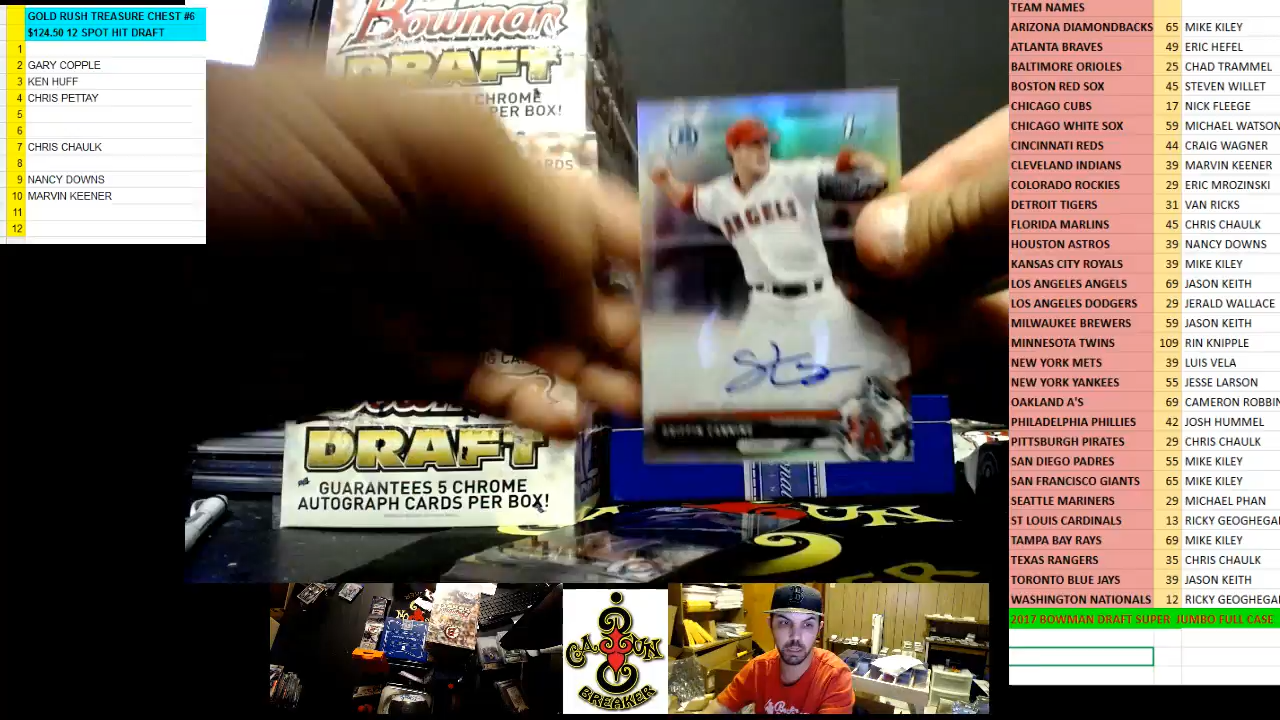 GOLD RUSH TREASURE CHEST #6
$124.50 12 SPOT HIT DRAFT
1
2 GARY COPPLE
3 KEN HUFF
4 CHRIS PETTAY
5
6
7 CHRIS CHAULK
8
9 NANCY DOWNS
10 MARVIN KEENER
11
12
Bowman
DRAFT
CHROME
PER BOX!
ANGELS
GRIFFIN CANNING
DRAFT
GUARANTEES 5 CHROME
AUTOGRAPH CARDS PER BOX!
CAJUN
BREAKER
TEAM NAMES
ARIZONA DIAMONDBACKS 65 MIKE KILEY
ATLANTA BRAVES 49 ERIC HEFEL
BALTIMORE ORIOLES 25 CHAD TRAMMEL
BOSTON RED SOX 45 STEVEN WILLET
CHICAGO CUBS 17 NICK FLEEGE
CHICAGO WHITE SOX 59 MICHAEL WATSON
CINCINNATI REDS 44 CRAIG WAGNER
CLEVELAND INDIANS 39 MARVIN KEENER
COLORADO ROCKIES 29 ERIC MROZINSKI
DETROIT TIGERS 31 VAN RICKS
FLORIDA MARLINS 45 CHRIS CHAULK
HOUSTON ASTROS 39 NANCY DOWNS
KANSAS CITY ROYALS 39 MIKE KILEY
LOS ANGELES ANGELS 69 JASON KEITH
LOS ANGELES DODGERS 29 JERALD WALLACE
MILWAUKEE BREWERS 59 JASON KEITH
MINNESOTA TWINS 109 RIN KNIPPLE
NEW YORK METS 39 LUIS VELA
NEW YORK YANKEES 55 JESSE LARSON
OAKLAND A'S 69 CAMERON ROBBIN
PHILADELPHIA PHILLIES 42 JOSH HUMMEL
PITTSBURGH PIRATES 29 CHRIS CHAULK
SAN DIEGO PADRES 55 MIKE KILEY
SAN FRANCISCO GIANTS 65 MIKE KILEY
SEATTLE MARINERS 29 MICHAEL PHAN
ST LOUIS CARDINALS 13 RICKY GEOGHEGA
TAMPA BAY RAYS 69 MIKE KILEY
TEXAS RANGERS 35 CHRIS CHAULK
TORONTO BLUE JAYS 39 JASON KEITH
WASHINGTON NATIONALS 12 RICKY GEOGHEGA
2017 BOWMAN DRAFT SUPER JUMBO FULL CASE